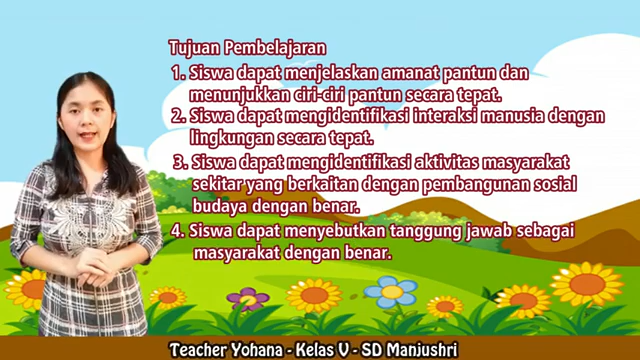 Tujuan Pembelajaran
1. Siswa dapat menjelaskan amanat pantun dan
menunjukkan ciri-ciri pantun secara tepat.
2. Siswa dapat mengidentifikasi interaksi manusia dengan
lingkungan secara tepat.
3. Siswa dapat mengidentifikasi aktivitas masyarakat
sekitar yang berkaitan dengan pembangunan sosial
budaya dengan benar.
4. Siswa dapat menyebutkan tanggung jawab sebagai
masyarakat dengan benar.
Teacher Yohana - Kelas V - SD Manjushri